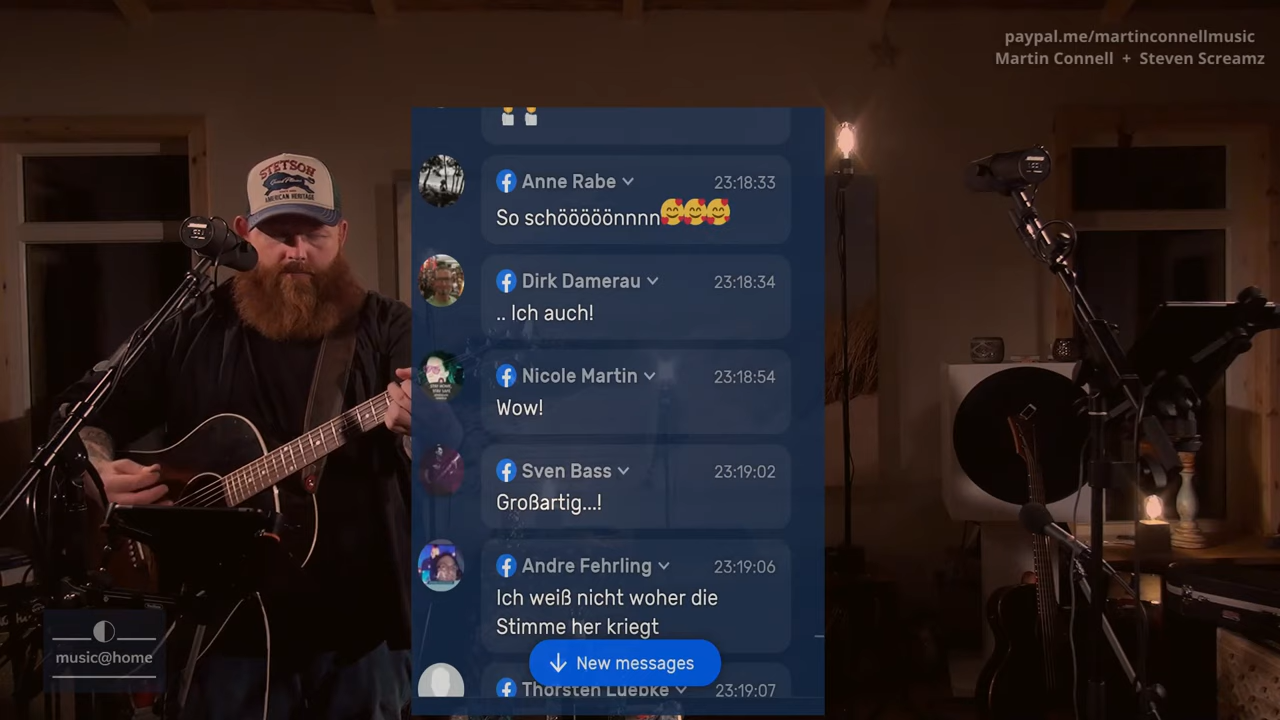 paypal.me/martinconnellmusic
Martin Connell + Steven Screamz
STETSON
AMERICAN HERITAGE
Anne Rabe 23:18:33
So schööööönnnn🥰🥰🥰
Dirk Damerau 23:18:34
.. Ich auch!
Nicole Martin 23:18:54
Wow!
Sven Bass 23:19:02
Großartig...!
Andre Fehrling 23:19:06
Ich weiß nicht woher die
Stimme her kriegt
New messages
Thorsten Luebke 23:19:07
music@home